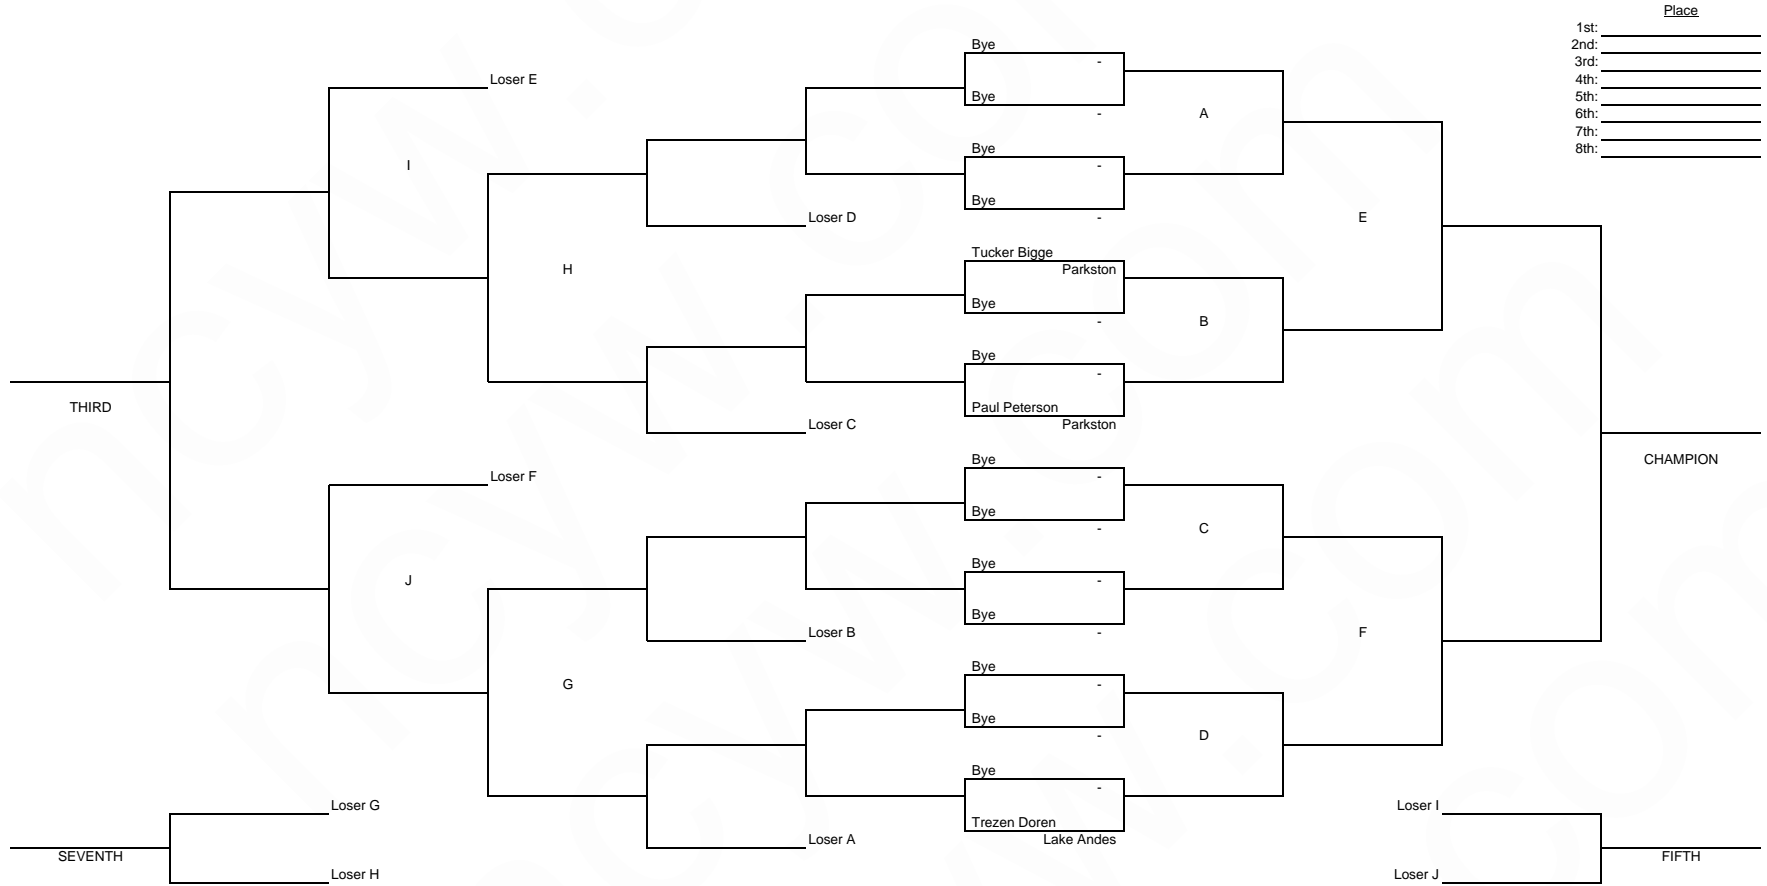 Place
1st:
2nd:
3rd:
4th:
5th:
6th:
7th:
8th:
Bye
-
Loser E
Bye
-
A
Bye
-
I
Bye
-
Loser D
E
Tucker Bigge
Parkston
H
Bye
-
B
Bye
-
THIRD
Paul Peterson
Parkston
Loser C
CHAMPION
Bye
-
Loser F
Bye
-
C
Bye
-
J
Bye
-
Loser B
F
Bye
-
G
Bye
-
D
Bye
-
Loser G
Loser I
Trezen Doren
Lake Andes
Loser A
SEVENTH
FIFTH
Loser H
Loser J